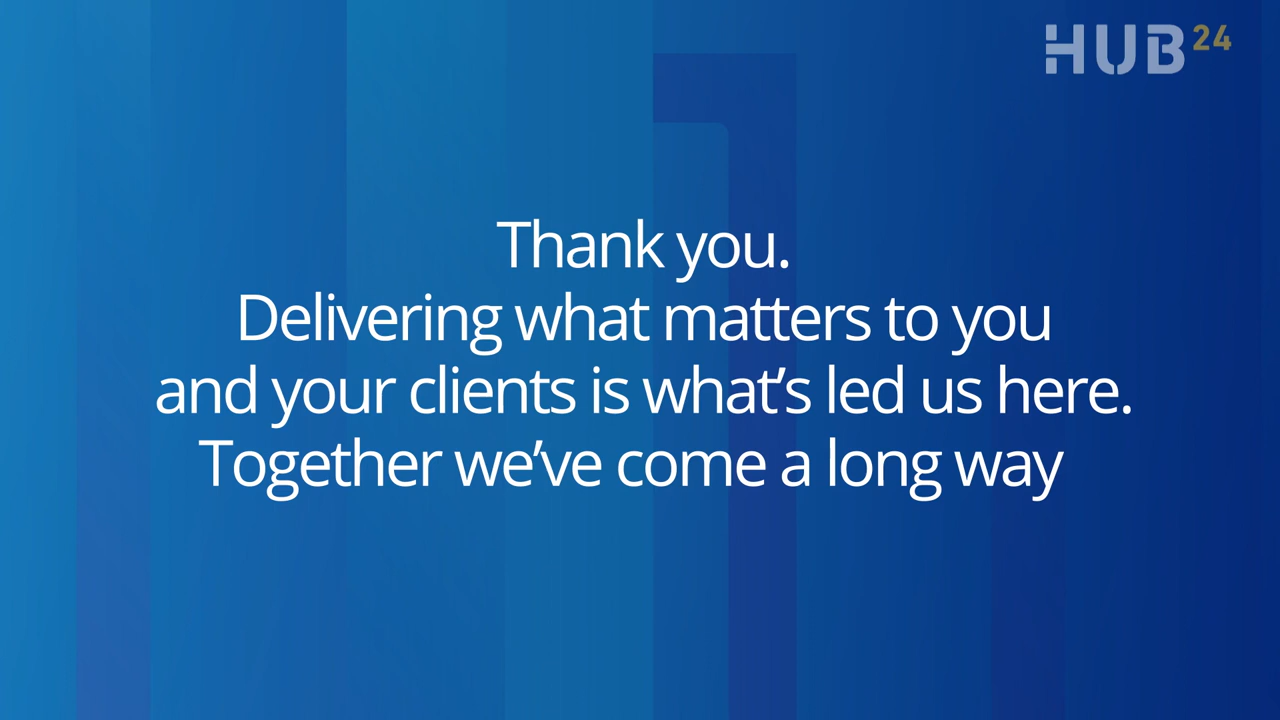 HUB24
Thank you.
Delivering what matters to you
and your clients is what’s led us here.
Together we’ve come a long way